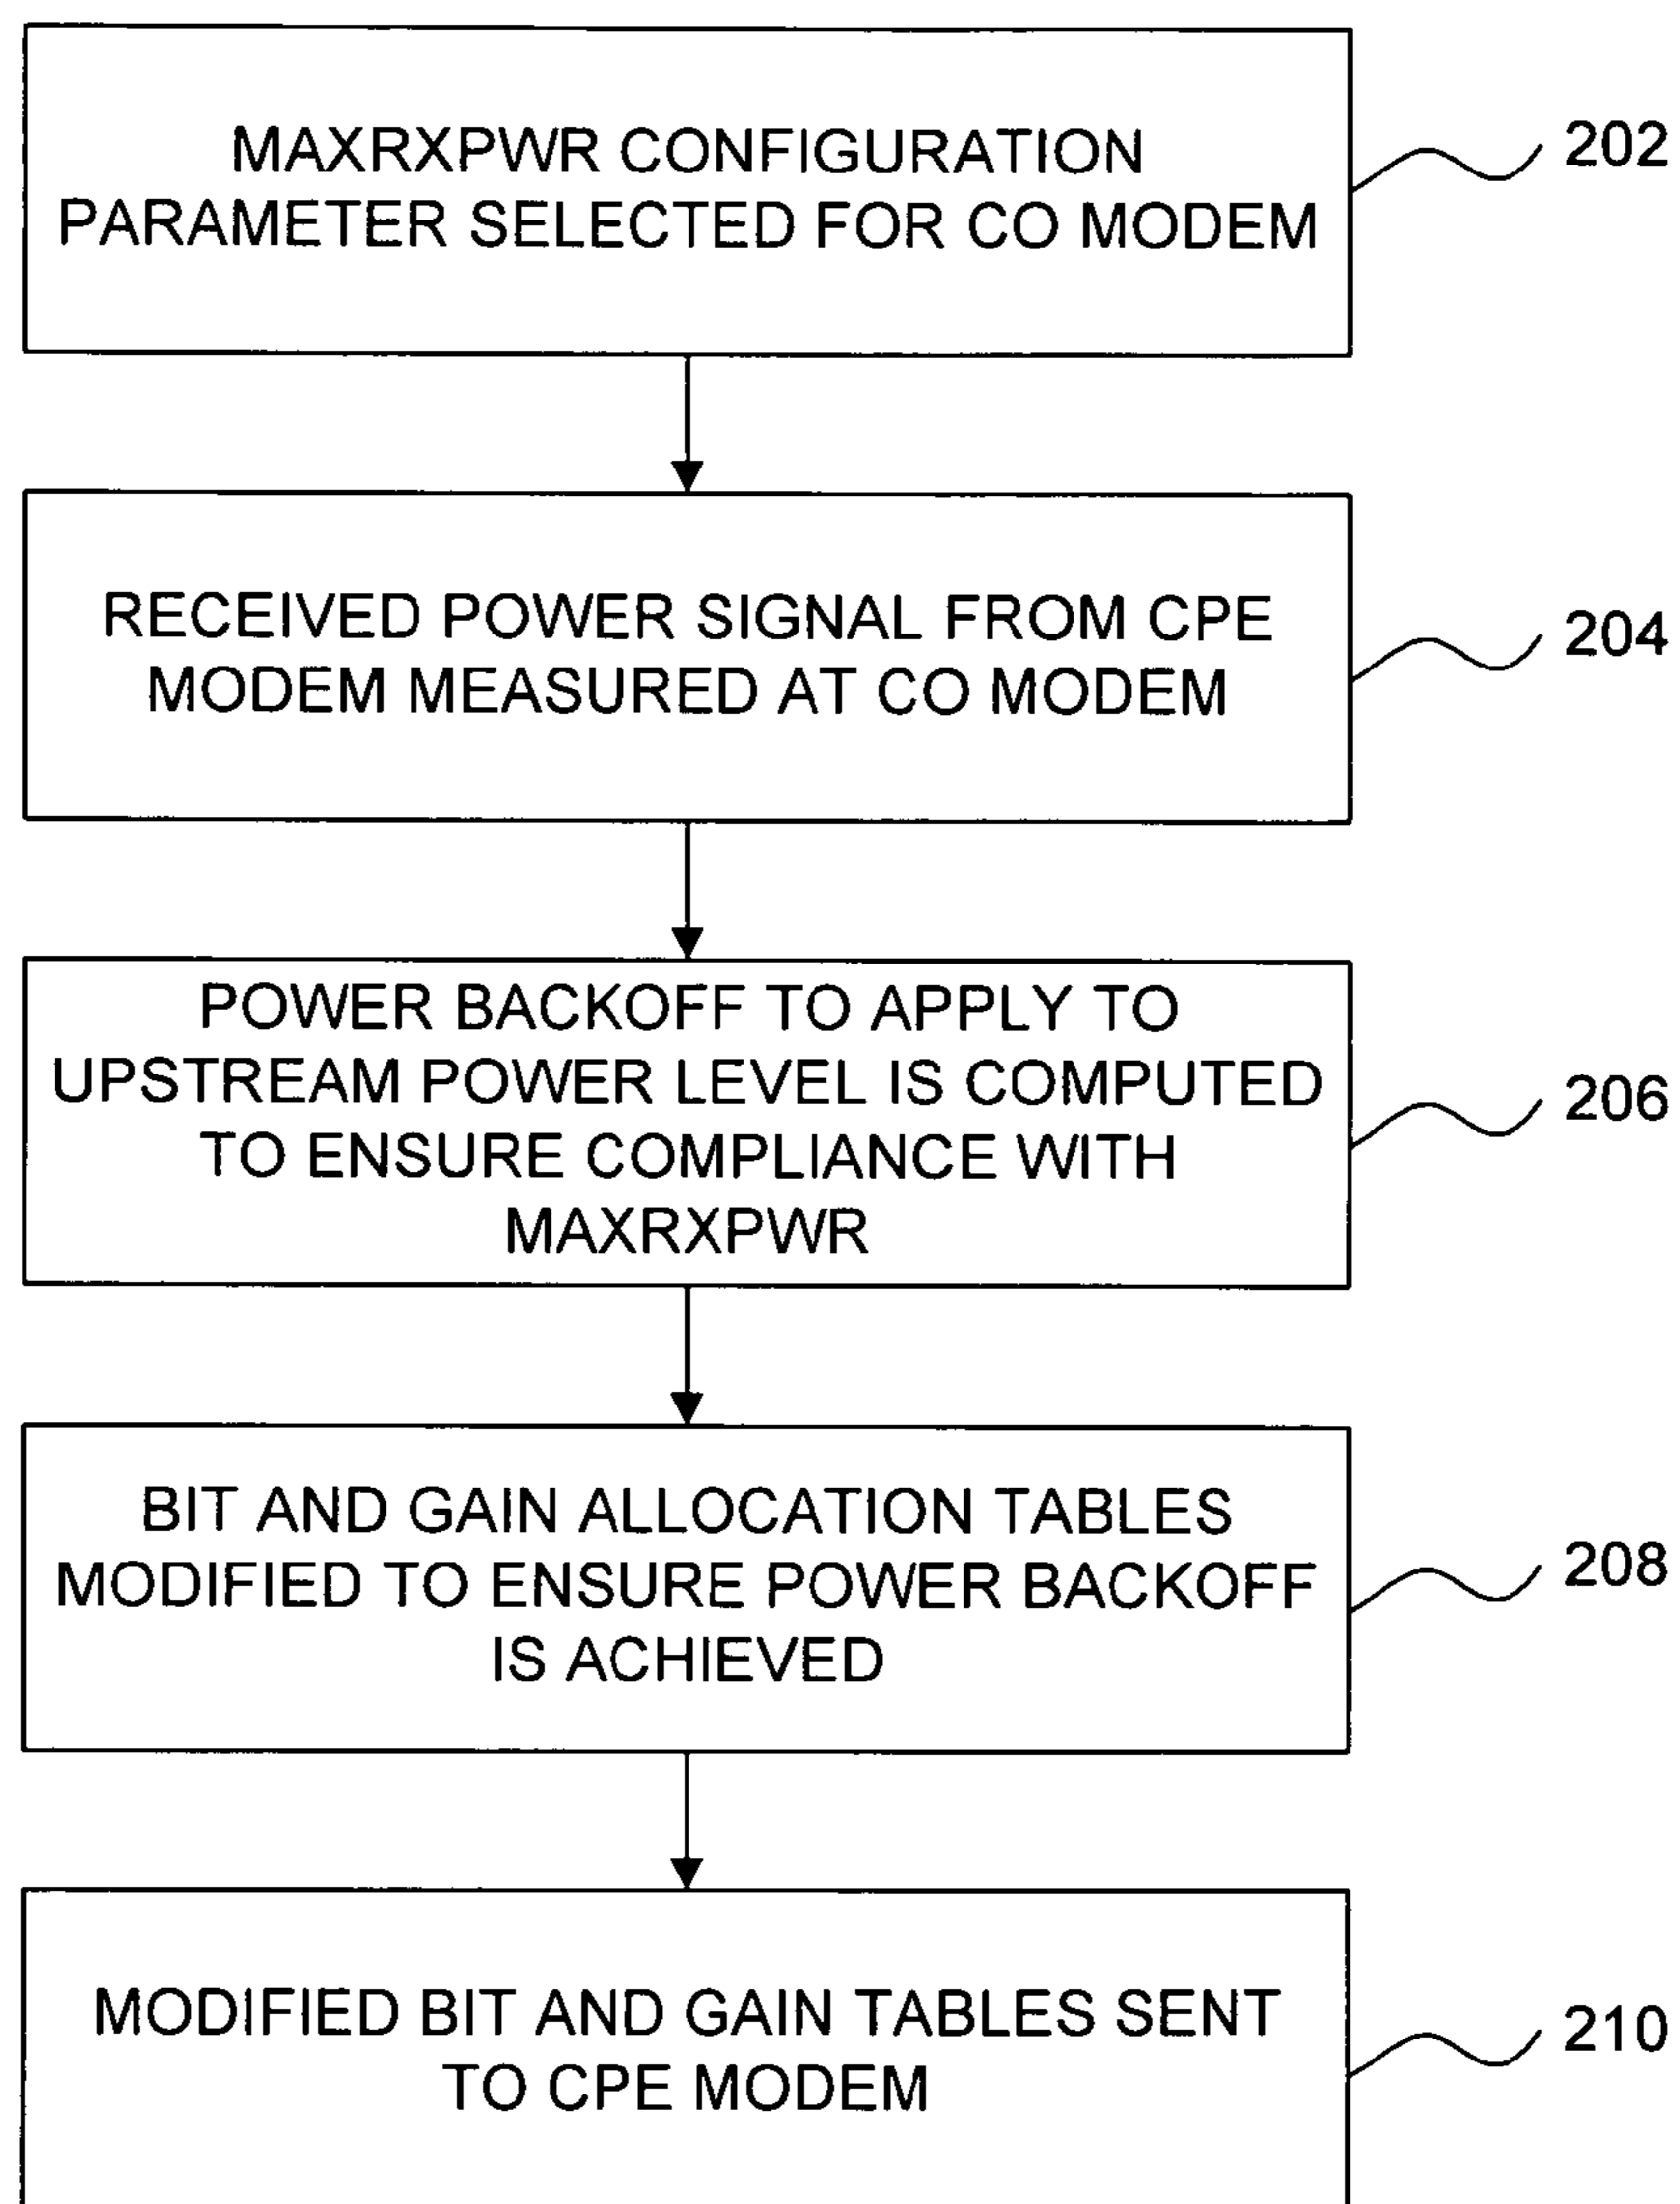 MAXRXPWR CONFIGURATION
PARAMETER SELECTED FOR CO MODEM
202
RECEIVED POWER SIGNAL FROM CPE
MODEM MEASURED AT CO MODEM
204
POWER BACKOFF TO APPLY TO
UPSTREAM POWER LEVEL IS COMPUTED
TO ENSURE COMPLIANCE WITH
MAXRXPWR
206
BIT AND GAIN ALLOCATION TABLES
MODIFIED TO ENSURE POWER BACKOFF
IS ACHIEVED
208
MODIFIED BIT AND GAIN TABLES SENT
TO CPE MODEM
210